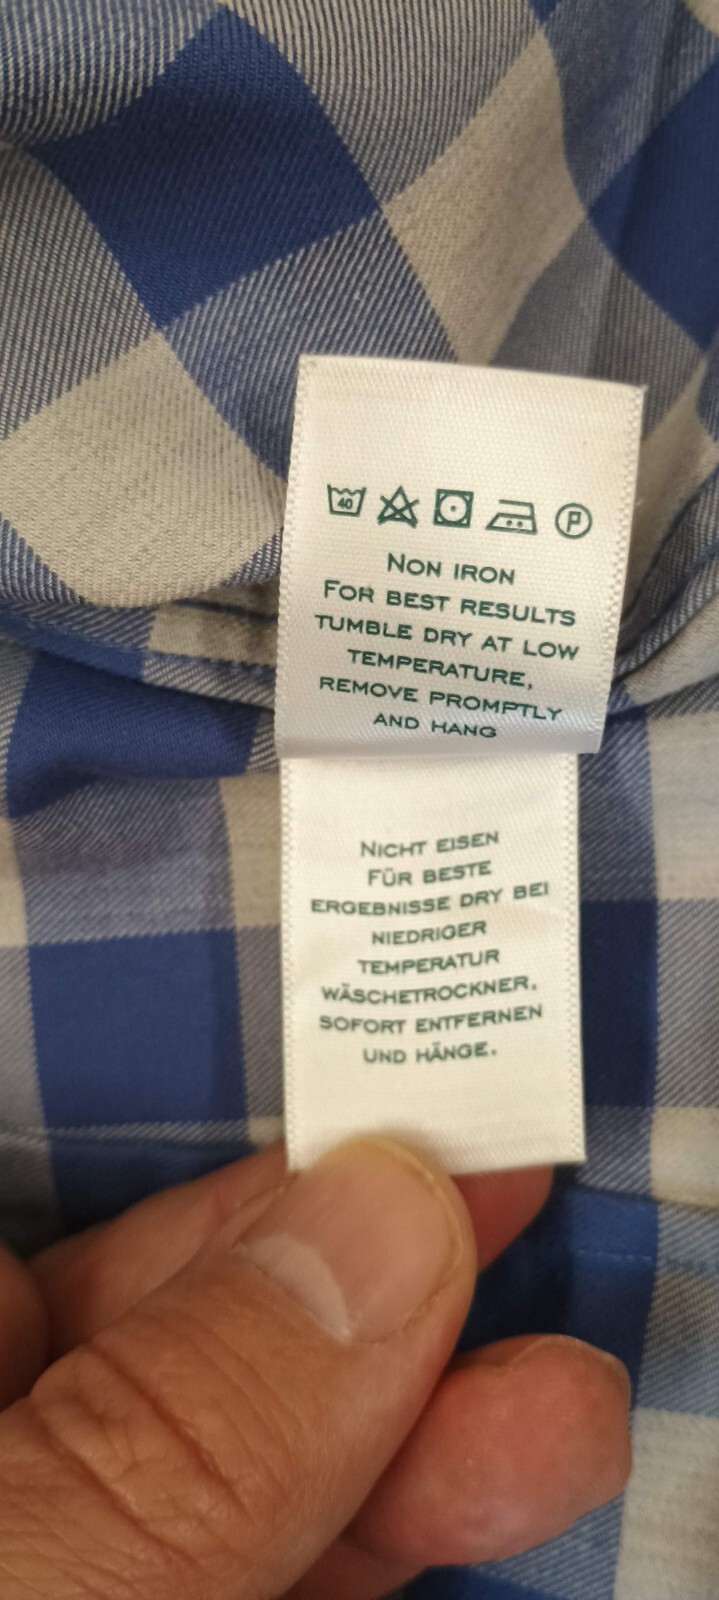 40 P
NON IRON
FOR BEST RESULTS
TUMBLE DRY AT LOW
TEMPERATURE,
REMOVE PROMPTLY
AND HANG
NICHT EISEN
FÜR BESTE
ERGEBNISSE DRY BEI
NIEDRIGER
TEMPERATUR
WÄSCHETROCKNER,
SOFORT ENTFERNEN
UND HÄNGE.